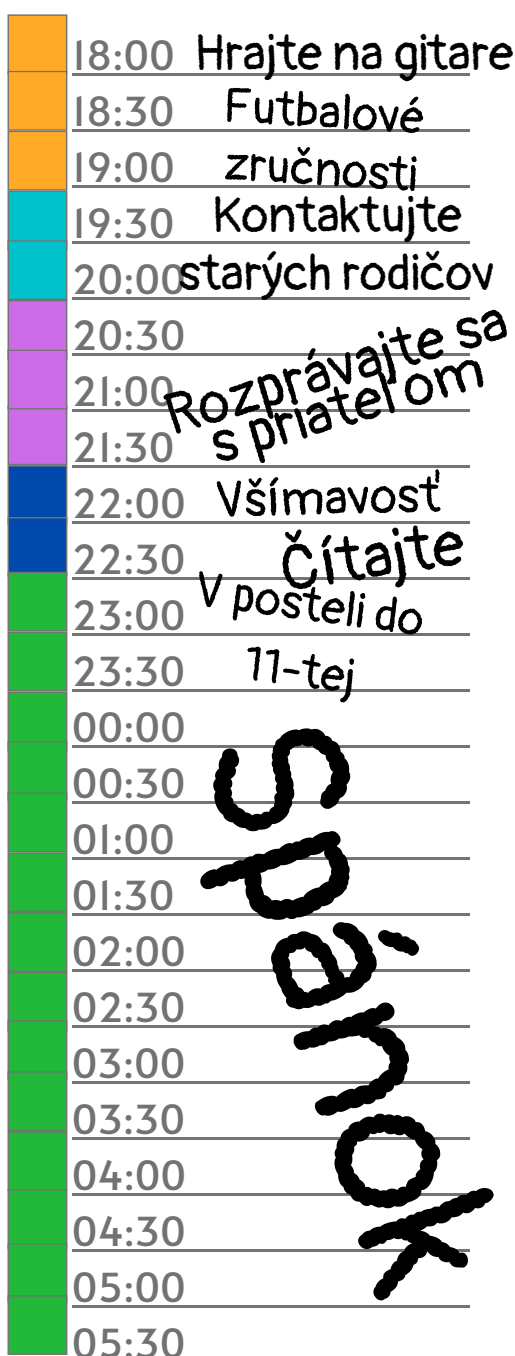 18:00 Hrajte na gitare
18:30 Futbalové
19:00 zručnosti
19:30 Kontaktujte
20:00 starých rodičov
20:30
21:00 Rozprávajte sa
21:30 s priateľom
22:00 Všímavosť
22:30 Čítajte
23:00 V posteli do
23:30 11-tej
00:00
00:30
01:00
01:30
02:00
02:30
03:00
03:30
04:00
04:30
05:00
05:30
Spánok